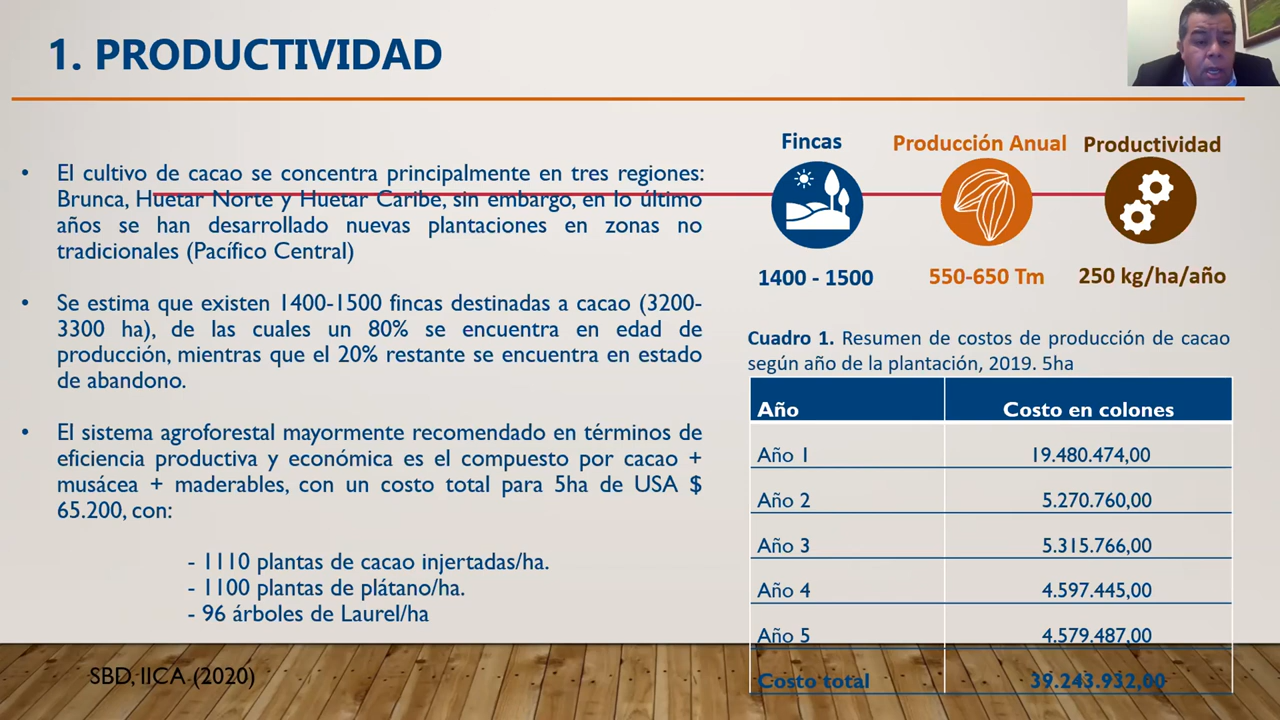 1. PRODUCTIVIDAD
• El cultivo de cacao se concentra principalmente en tres regiones:
Brunca, Huetar Norte y Huetar Caribe, sin embargo, en lo último
años se han desarrollado nuevas plantaciones en zonas no
tradicionales (Pacífico Central)
• Se estima que existen 1400-1500 fincas destinadas a cacao (3200-
3300 ha), de las cuales un 80% se encuentra en edad de
producción, mientras que el 20% restante se encuentra en estado
de abandono.
• El sistema agroforestal mayormente recomendado en términos de
eficiencia productiva y económica es el compuesto por cacao +
musácea + maderables, con un costo total para 5ha de USA $
65.200, con:
- 1110 plantas de cacao injertadas/ha.
- 1100 plantas de plátano/ha.
- 96 árboles de Laurel/ha
SBD, IICA (2020)
Fincas Producción Anual Productividad
1400 - 1500 550-650 Tm 250 kg/ha/año
Cuadro 1. Resumen de costos de producción de cacao
según año de la plantación, 2019. 5ha
Año Costo en colones
Año 1 19.480.474,00
Año 2 5.270.760,00
Año 3 5.315.766,00
Año 4 4.597.445,00
Año 5 4.579.487,00
Costo total 39.243.932,00